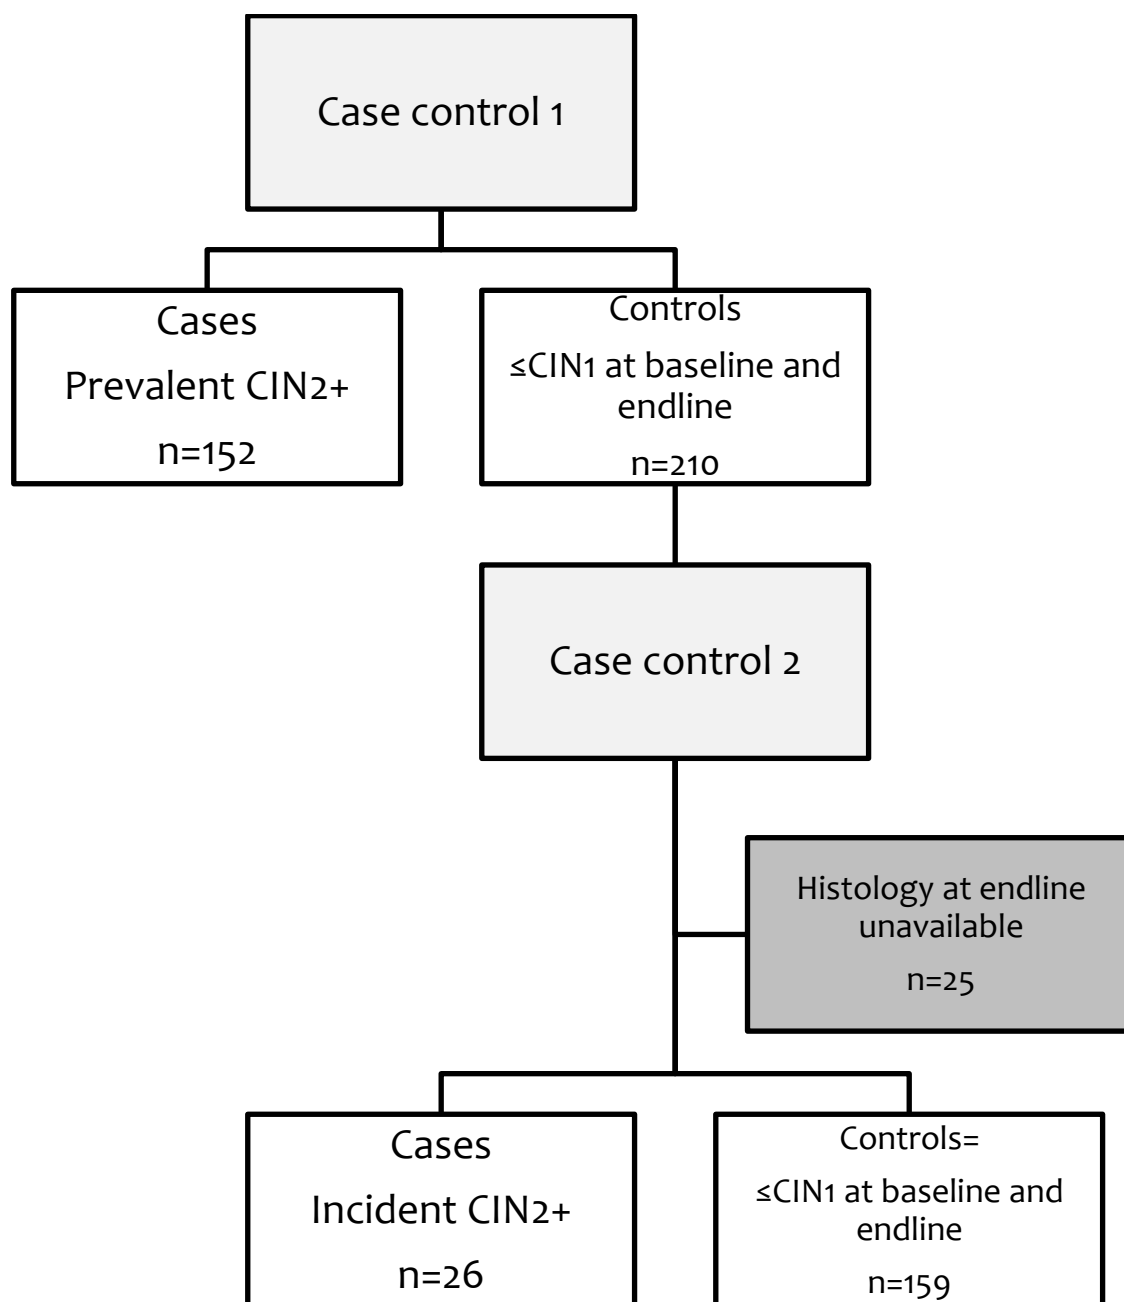 Case control 1
Cases
Prevalent CIN2+
n=152
Controls
≤CIN1 at baseline and
endline
n=210
Case control 2
Histology at endline
unavailable
n=25
Cases
Incident CIN2+
n=26
Controls=
≤CIN1 at baseline and
endline
n=159